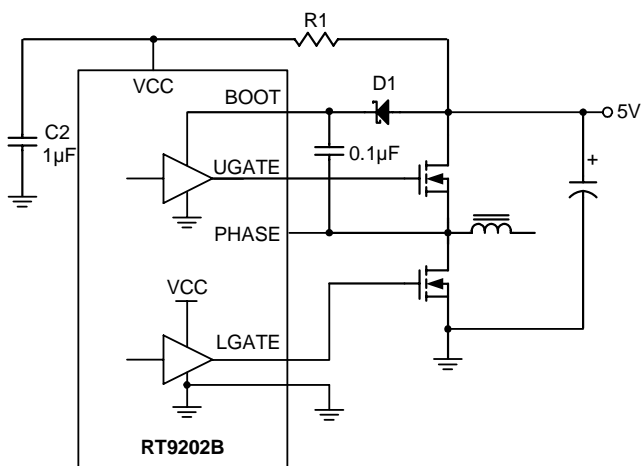 R1
VCC
BOOT
D1
5V
C2
1µF
0.1µF
+
UGATE
PHASE
VCC
LGATE
RT9202B